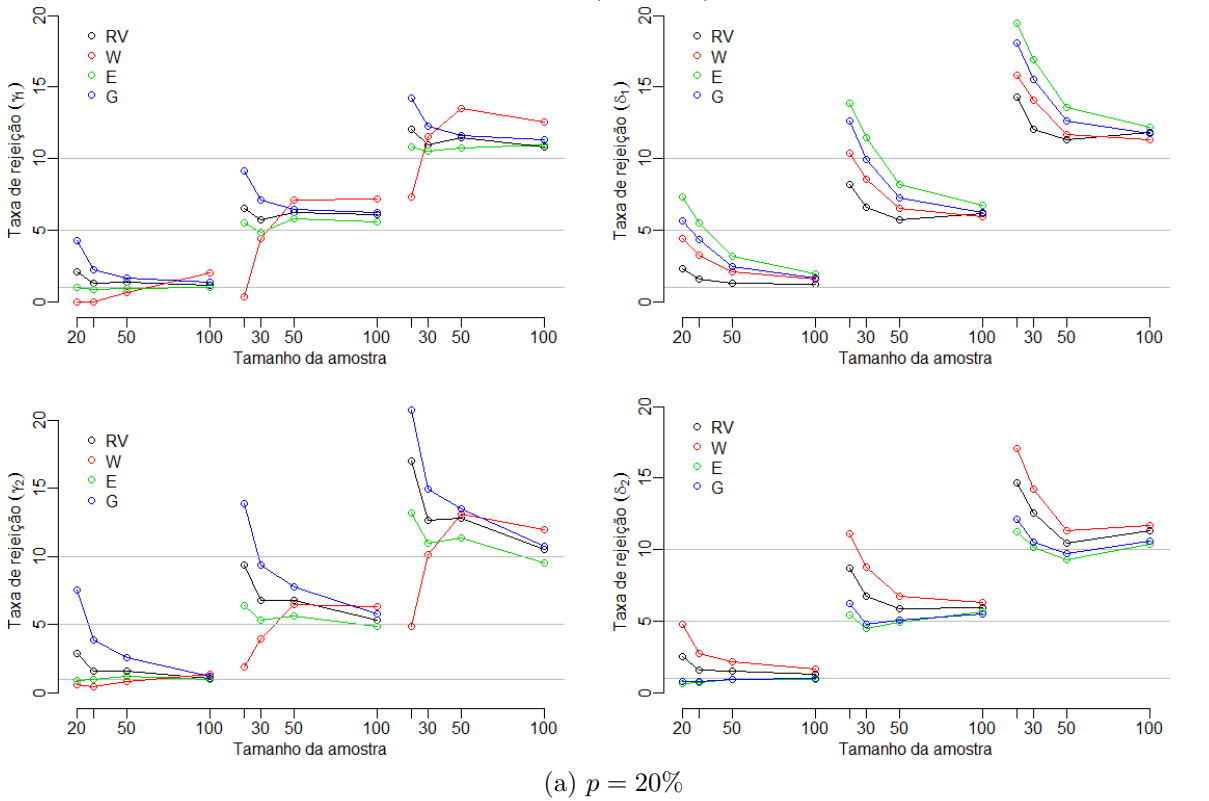 20
15
10
5
0
Taxa de rejeição (γ1)
RV
W
E
G
20 50 100 30 50 100 30 50 100
Tamanho da amostra
20
15
10
5
0
Taxa de rejeição (δ1)
RV
W
E
G
20 50 100 30 50 100 30 50 100
Tamanho da amostra
20
15
10
5
0
Taxa de rejeição (γ2)
RV
W
E
G
20 50 100 30 50 100 30 50 100
Tamanho da amostra
20
15
10
5
0
Taxa de rejeição (δ2)
RV
W
E
G
20 50 100 30 50 100 30 50 100
Tamanho da amostra
(a) p = 20%